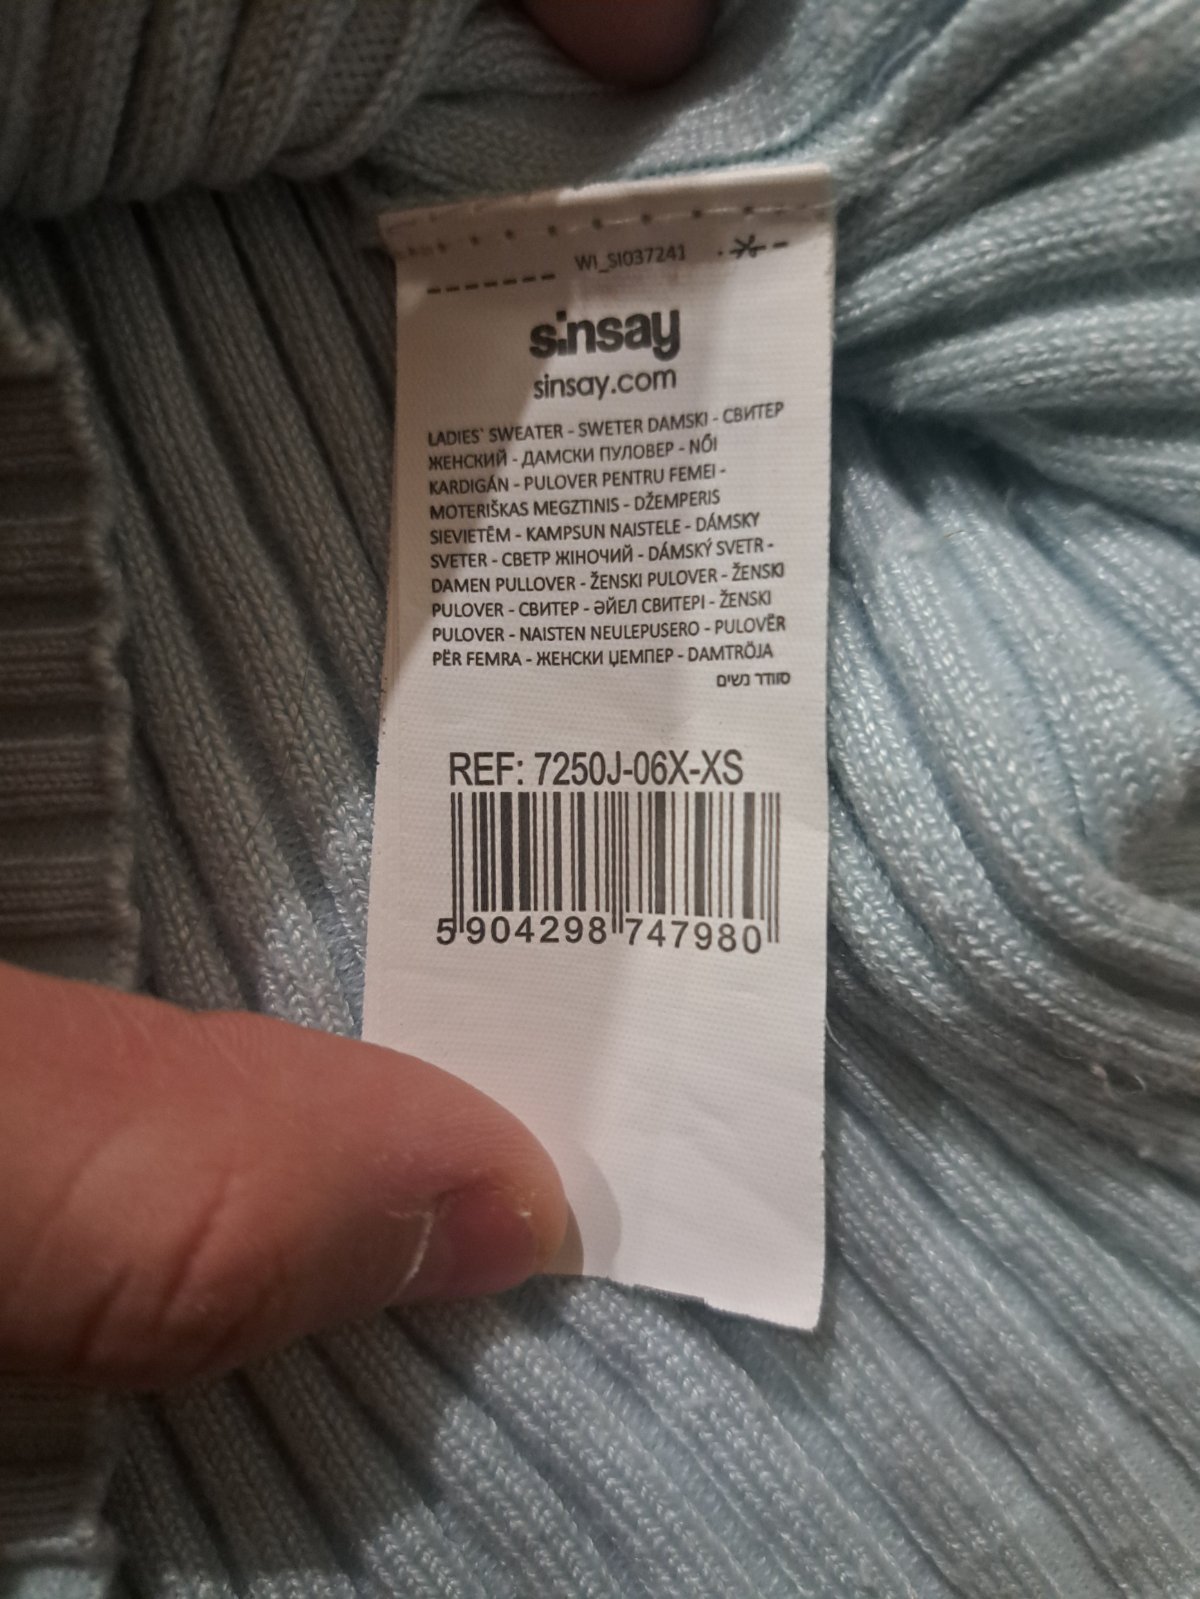 WI_SI037241
sinsay
sinsay.com
LADIES` SWEATER - SWETER DAMSKI - СВИТЕР
ЖЕНСКИЙ - ДАМСКИ ПУЛОВЕР - NŐI
KARDIGÁN - PULOVER PENTRU FEMEI -
MOTERIŠKAS MEGZTINIS - DŽEMPERIS
SIEVIETĒM - KAMPSUN NAISTELE - DÁMSKY
SVETER - СВЕТР ЖІНОЧИЙ - DÁMSKÝ SVETR -
DAMEN PULLOVER - ŽENSKI PULOVER - ŽENSKI
PULOVER - СВИТЕР - ӘЙЕЛ СВИТЕРІ - ŽENSKI
PULOVER - NAISTEN NEULEPUSERO - PULOVËR
PËR FEMRA - ЖЕНСКИ ЏЕМПЕР - DAMTRÖJA
סוודר נשים
REF: 7250J-06X-XS
5 904298 747980